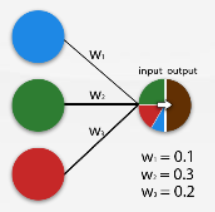 W₁
input output
W₂
W₃
w₁ = 0.1
w₂ = 0.3
w₃ = 0.2